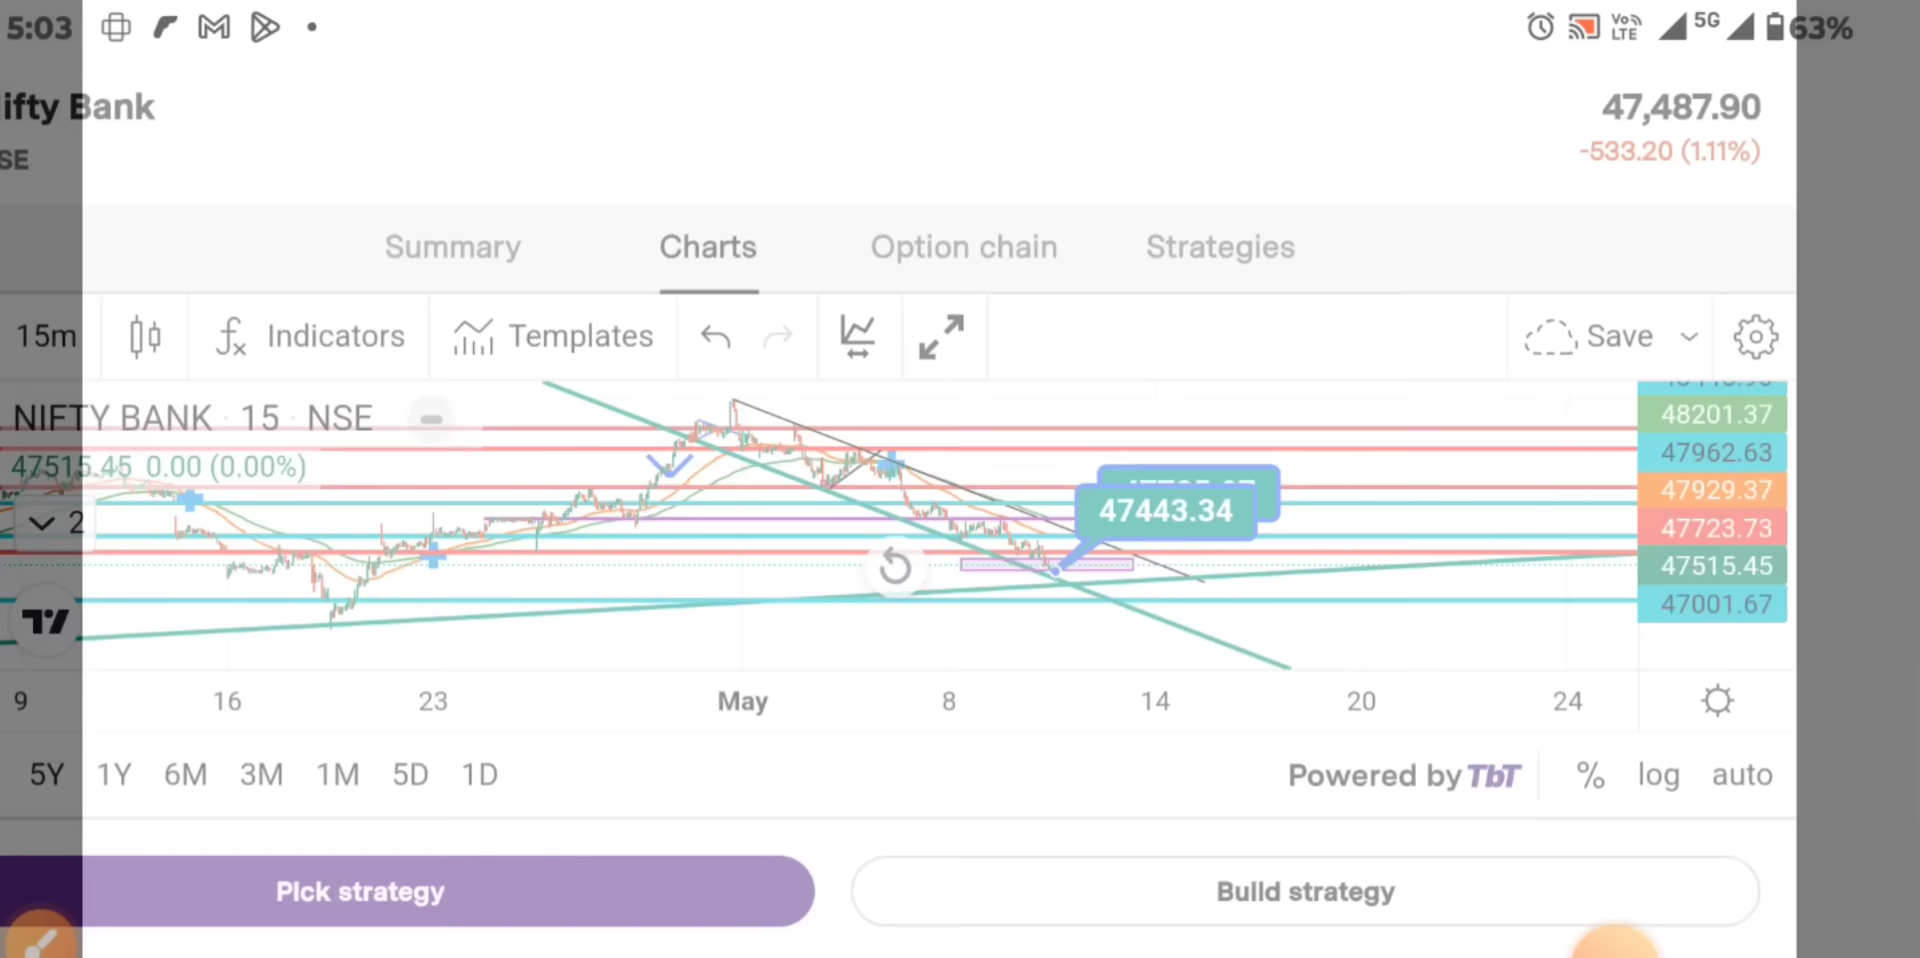 5:03 Vo LTE 5G 63%
ifty Bank 47,487.90
SE -533.20 (1.11%)
Summary Charts Option chain Strategies
15m fx Indicators Templates Save
NIFTY BANK · 15 · NSE
47515.45 0.00 (0.00%)
2
47443.34
48201.37
47962.63
47929.37
47723.73
47515.45
47001.67
9 16 23 May 8 14 20 24
5Y 1Y 6M 3M 1M 5D 1D Powered by TbT % log auto
Pick strategy Build strategy